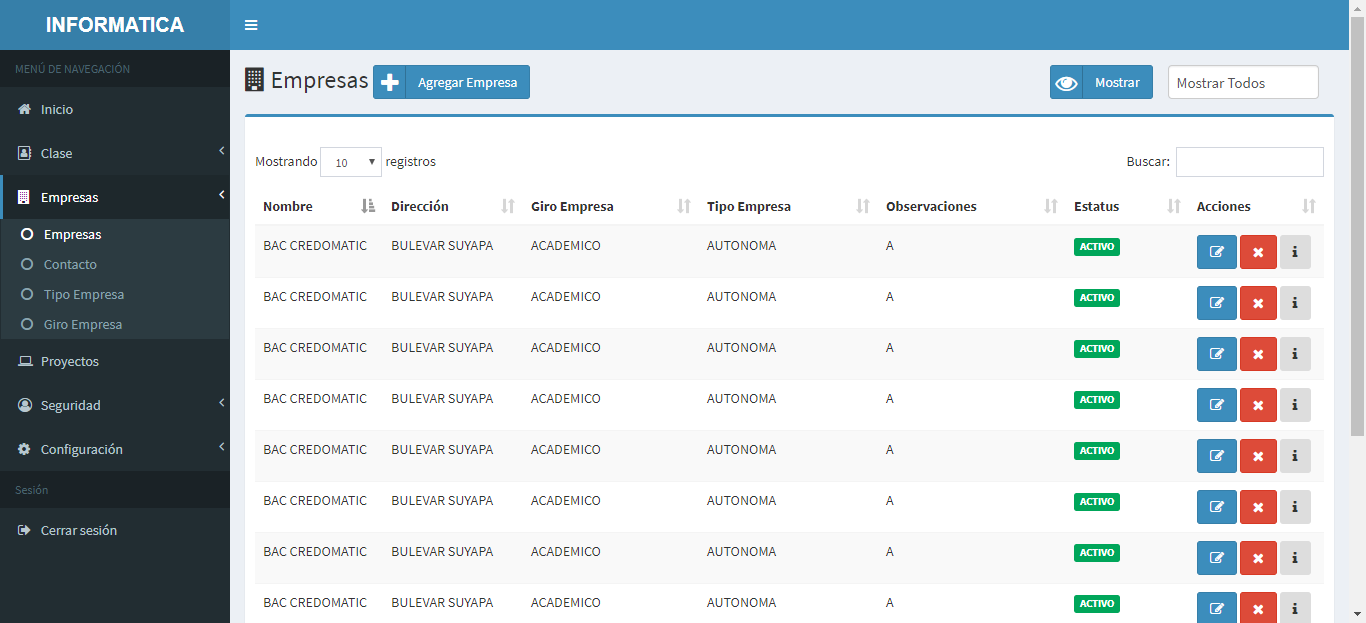 INFORMATICA
MENÚ DE NAVEGACIÓN
Inicio
Clase
Empresas
Empresas
Contacto
Tipo Empresa
Giro Empresa
Proyectos
Seguridad
Configuración
Sesión
Cerrar sesión
Empresas Agregar Empresa Mostrar Mostrar Todos
Mostrando 10 registros Buscar:
Nombre Dirección Giro Empresa Tipo Empresa Observaciones Estatus Acciones
BAC CREDOMATIC BULEVAR SUYAPA ACADEMICO AUTONOMA A ACTIVO
BAC CREDOMATIC BULEVAR SUYAPA ACADEMICO AUTONOMA A ACTIVO
BAC CREDOMATIC BULEVAR SUYAPA ACADEMICO AUTONOMA A ACTIVO
BAC CREDOMATIC BULEVAR SUYAPA ACADEMICO AUTONOMA A ACTIVO
BAC CREDOMATIC BULEVAR SUYAPA ACADEMICO AUTONOMA A ACTIVO
BAC CREDOMATIC BULEVAR SUYAPA ACADEMICO AUTONOMA A ACTIVO
BAC CREDOMATIC BULEVAR SUYAPA ACADEMICO AUTONOMA A ACTIVO
BAC CREDOMATIC BULEVAR SUYAPA ACADEMICO AUTONOMA A ACTIVO